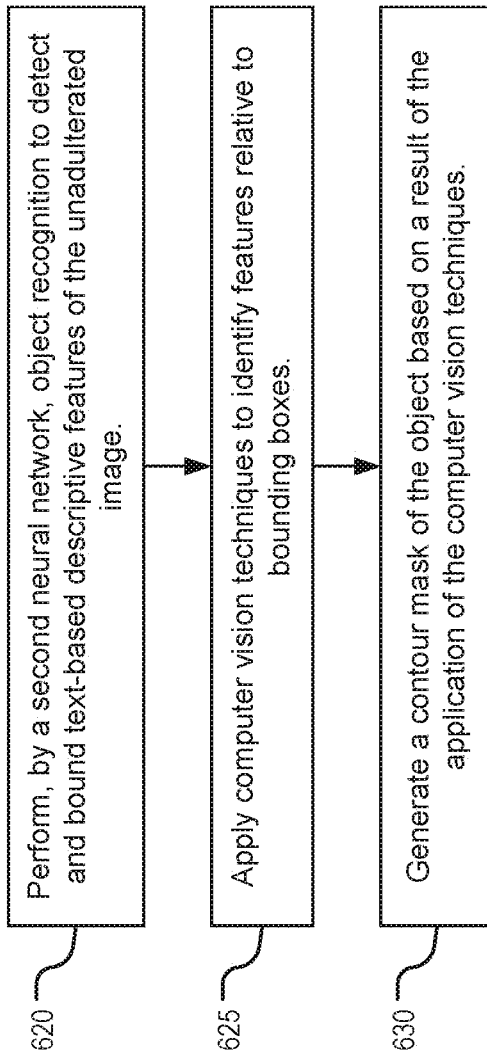 620
Perform, by a second neural network, object recognition to detect
and bound text-based descriptive features of the unadulterated
image.
625
Apply computer vision techniques to identify features relative to
bounding boxes.
630
Generate a contour mask of the object based on a result of the
application of the computer vision techniques.